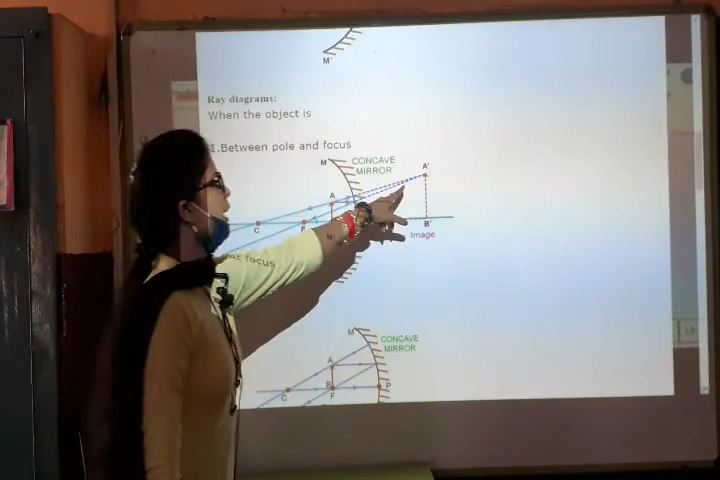 M'
Ray diagrams:
When the object is
1.Between pole and focus
M
CONCAVE
MIRROR
A'
A
C
F
B'
Image
focus
M
CONCAVE
MIRROR
A
C
B
F
P